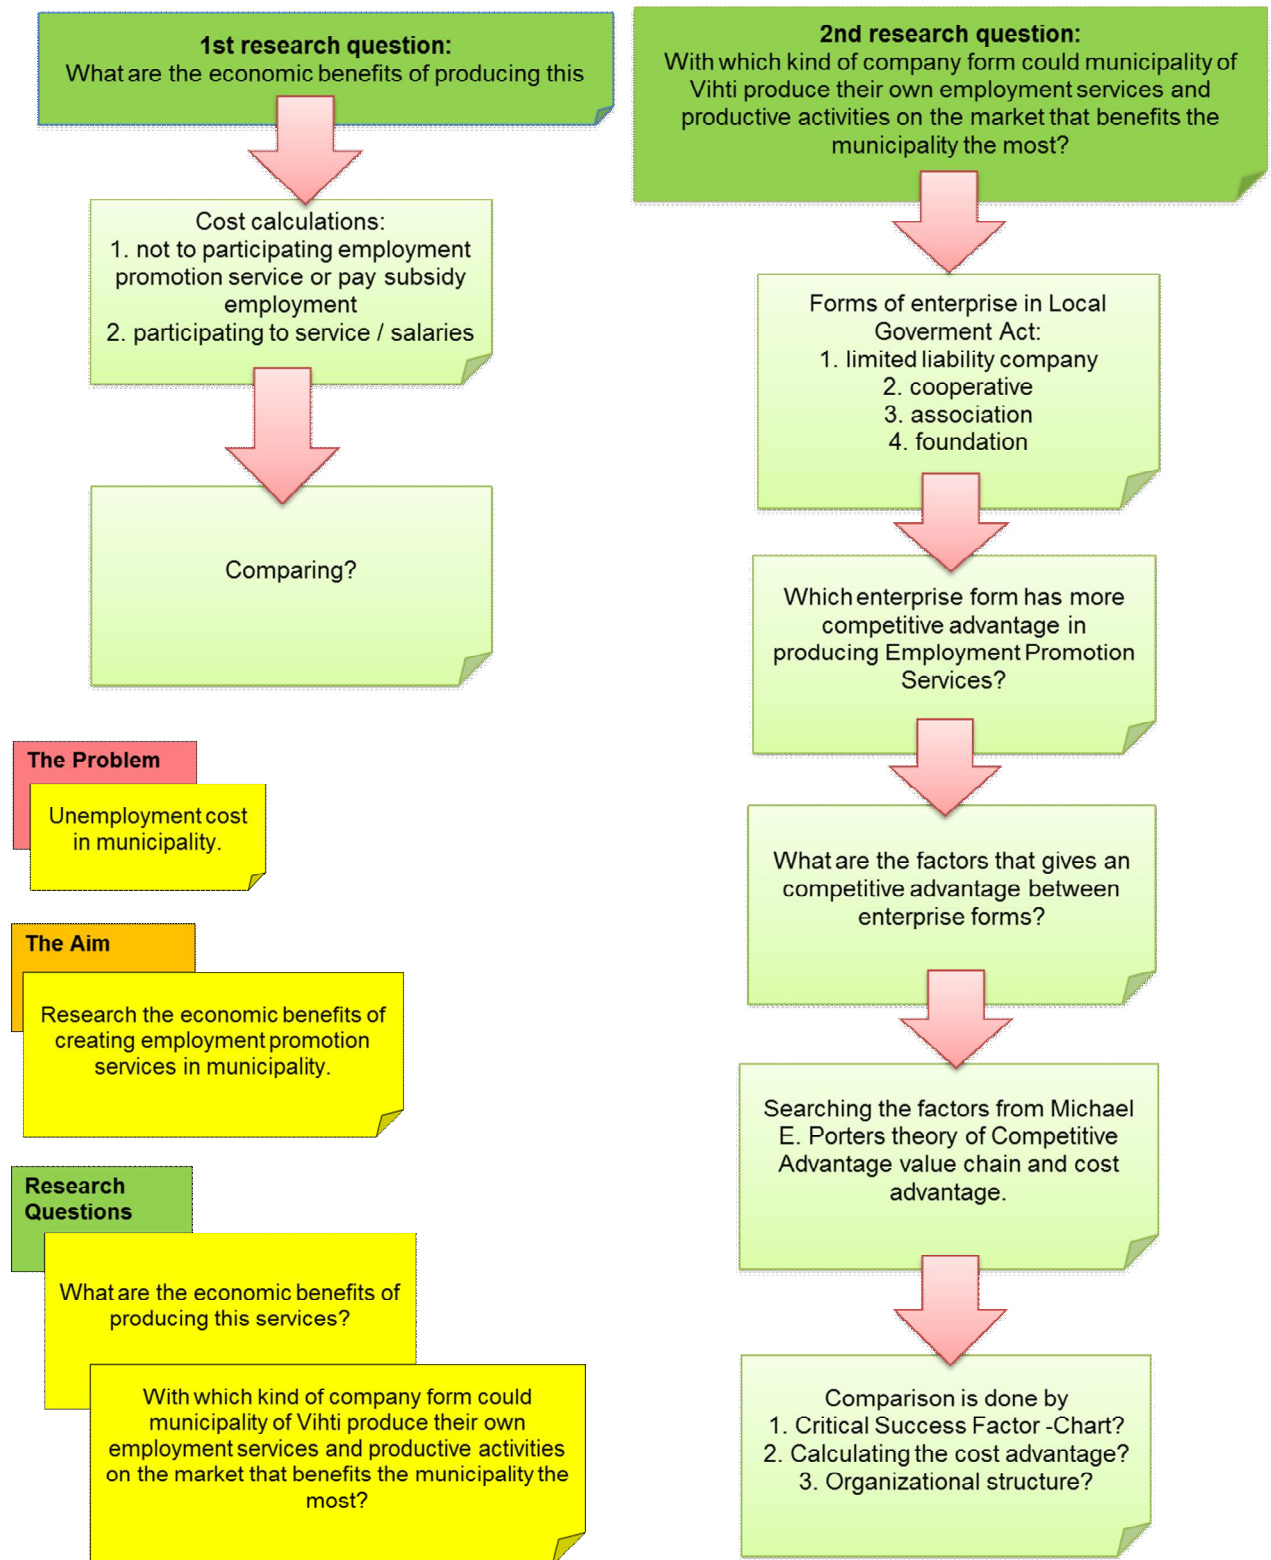 1st research question:
What are the economic benefits of producing this
Cost calculations:
1. not to participating employment
promotion service or pay subsidy
employment
2. participating to service / salaries
Comparing?
2nd research question:
With which kind of company form could municipality of
Vihti produce their own employment services and
productive activities on the market that benefits the
municipality the most?
Forms of enterprise in Local
Goverment Act:
1. limited liability company
2. cooperative
3. association
4. foundation
Which enterprise form has more
competitive advantage in
producing Employment Promotion
Services?
What are the factors that gives an
competitive advantage between
enterprise forms?
Searching the factors from Michael
E. Porters theory of Competitive
Advantage value chain and cost
advantage.
Comparison is done by
1. Critical Success Factor -Chart?
2. Calculating the cost advantage?
3. Organizational structure?
The Problem
Unemployment cost
in municipality.
The Aim
Research the economic benefits of
creating employment promotion
services in municipality.
Research
Questions
What are the economic benefits of
producing this services?
With which kind of company form could
municipality of Vihti produce their own
employment services and productive activities
on the market that benefits the municipality the
most?